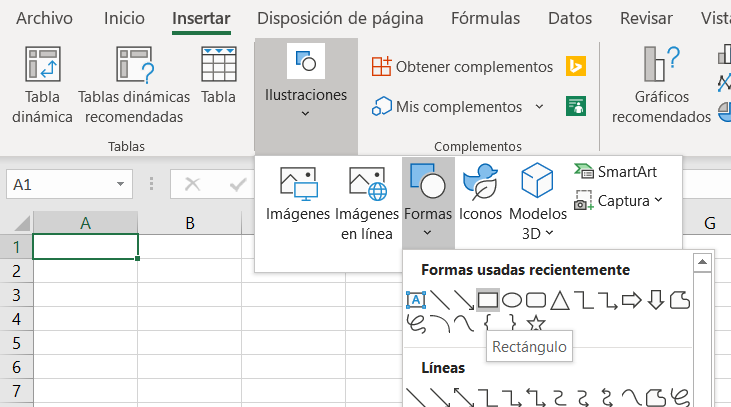 Archivo Inicio Insertar Disposición de página Fórmulas Datos Revisar Vist
Tabla dinámica
Tablas dinámicas recomendadas
Tabla
Tablas
Ilustraciones
Obtener complementos
Mis complementos
Complementos
Gráficos recomendados
A1
Imágenes
Imágenes en línea
Formas
Iconos
Modelos 3D
SmartArt
Captura
A B G
1
2
3
4
5
6
7
Formas usadas recientemente
A
Rectángulo
Líneas